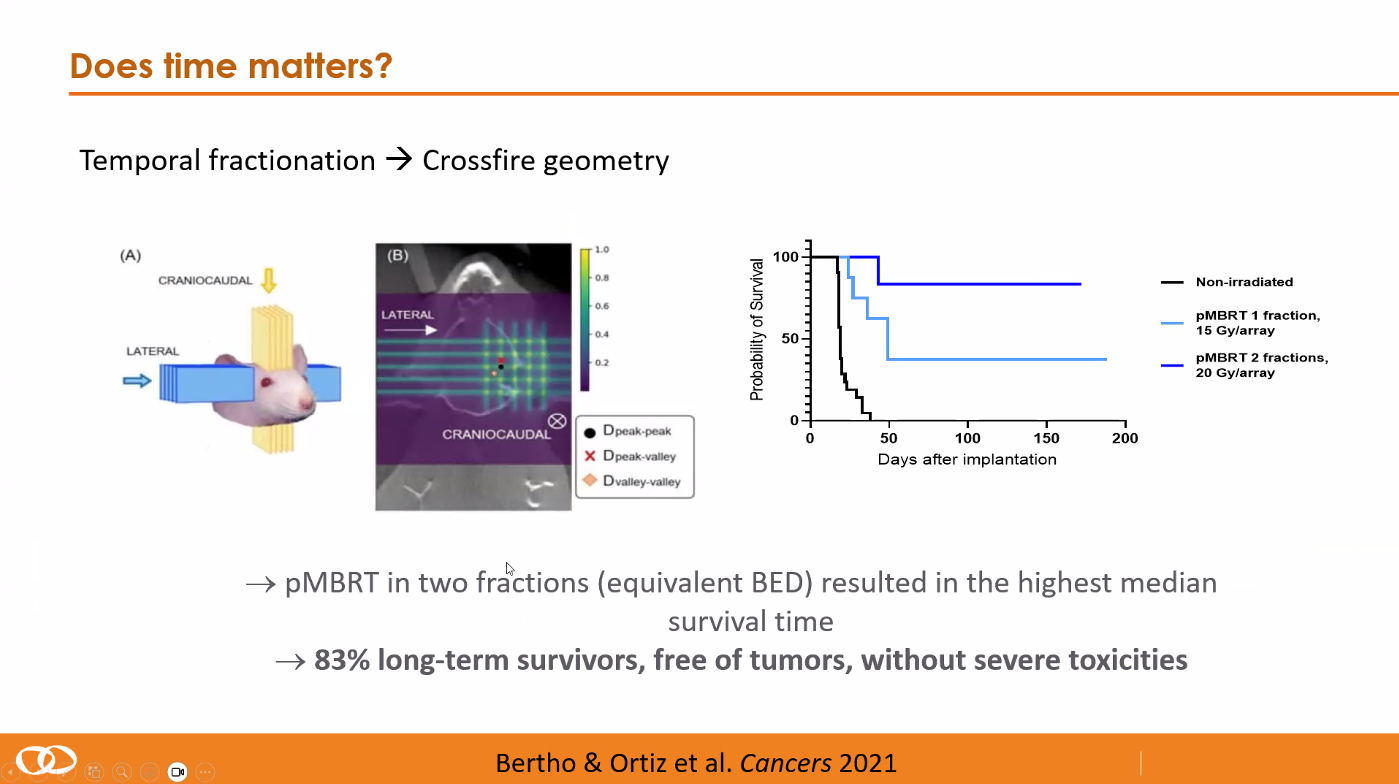 Does time matters?
Temporal fractionation → Crossfire geometry
(A)
CRANIOCAUDAL
LATERAL
(B)
LATERAL
CRANIOCAUDAL
1.0
0.8
0.6
0.4
0.2
Dpeak-peak
Dpeak-valley
Dvalley-valley
Probability of Survival
100
50
0
0 50 100 150 200
Days after implantation
Non-irradiated
pMBRT 1 fraction,
15 Gy/array
pMBRT 2 fractions,
20 Gy/array
→ pMBRT in two fractions (equivalent BED) resulted in the highest median
survival time
→ 83% long-term survivors, free of tumors, without severe toxicities
Bertho & Ortiz et al. Cancers 2021